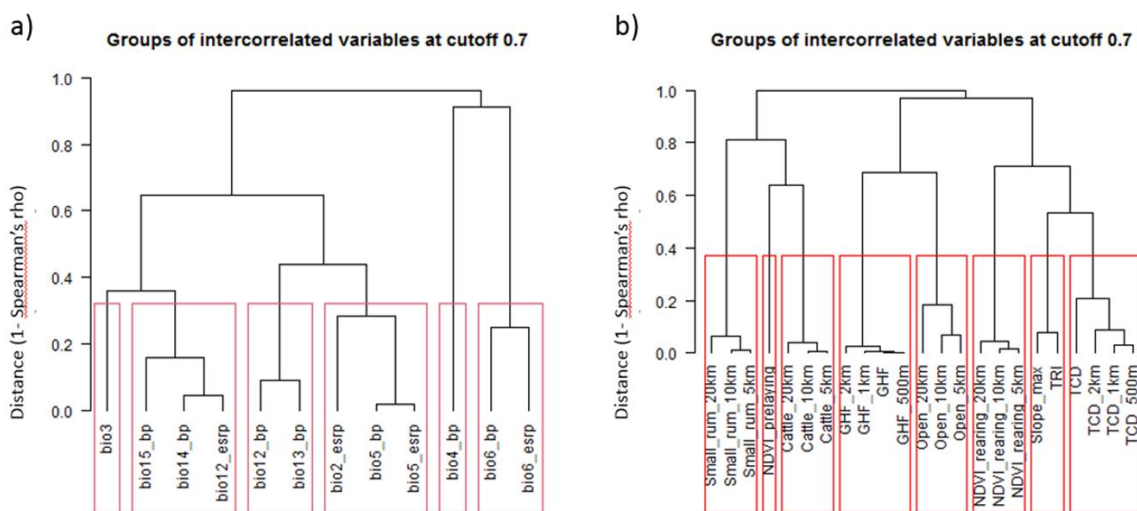 a)
Groups of intercorrelated variables at cutoff 0.7
Distance (1- Spearman's rho)
1.0
0.8
0.6
0.4
0.2
0.0
bio3
bio15_bp
bio14_bp
bio12_esrp
bio12_bp
bio13_bp
bio2_esrp
bio5_bp
bio5_esrp
bio4_bp
bio6_bp
bio6_esrp
b)
Groups of intercorrelated variables at cutoff 0.7
Distance (1- Spearman's rho)
1.0
0.8
0.6
0.4
0.2
0.0
Small_rum_20km
Small_rum_10km
Small_rum_5km
NDVI_prelaying
Cattle_20km
Cattle_10km
Cattle_5km
GHF_2km
GHF_1km
GHF
GHF_500m
Open_20km
Open_10km
Open_5km
NDVI_rearing_20km
NDVI_rearing_10km
NDVI_rearing_5km
Slope_max
TRI
TCD
TCD_2km
TCD_1km
TCD_500m